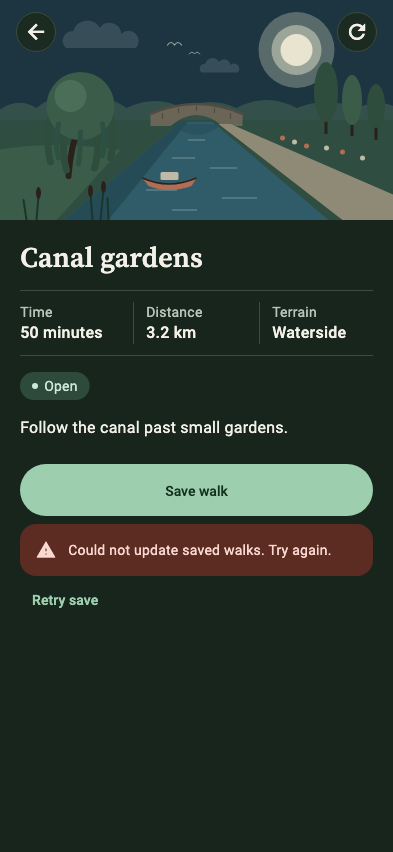 Canal gardens
Time
50 minutes
Distance
3.2 km
Terrain
Waterside
Open
Follow the canal past small gardens.
Save walk
Could not update saved walks. Try again.
Retry save